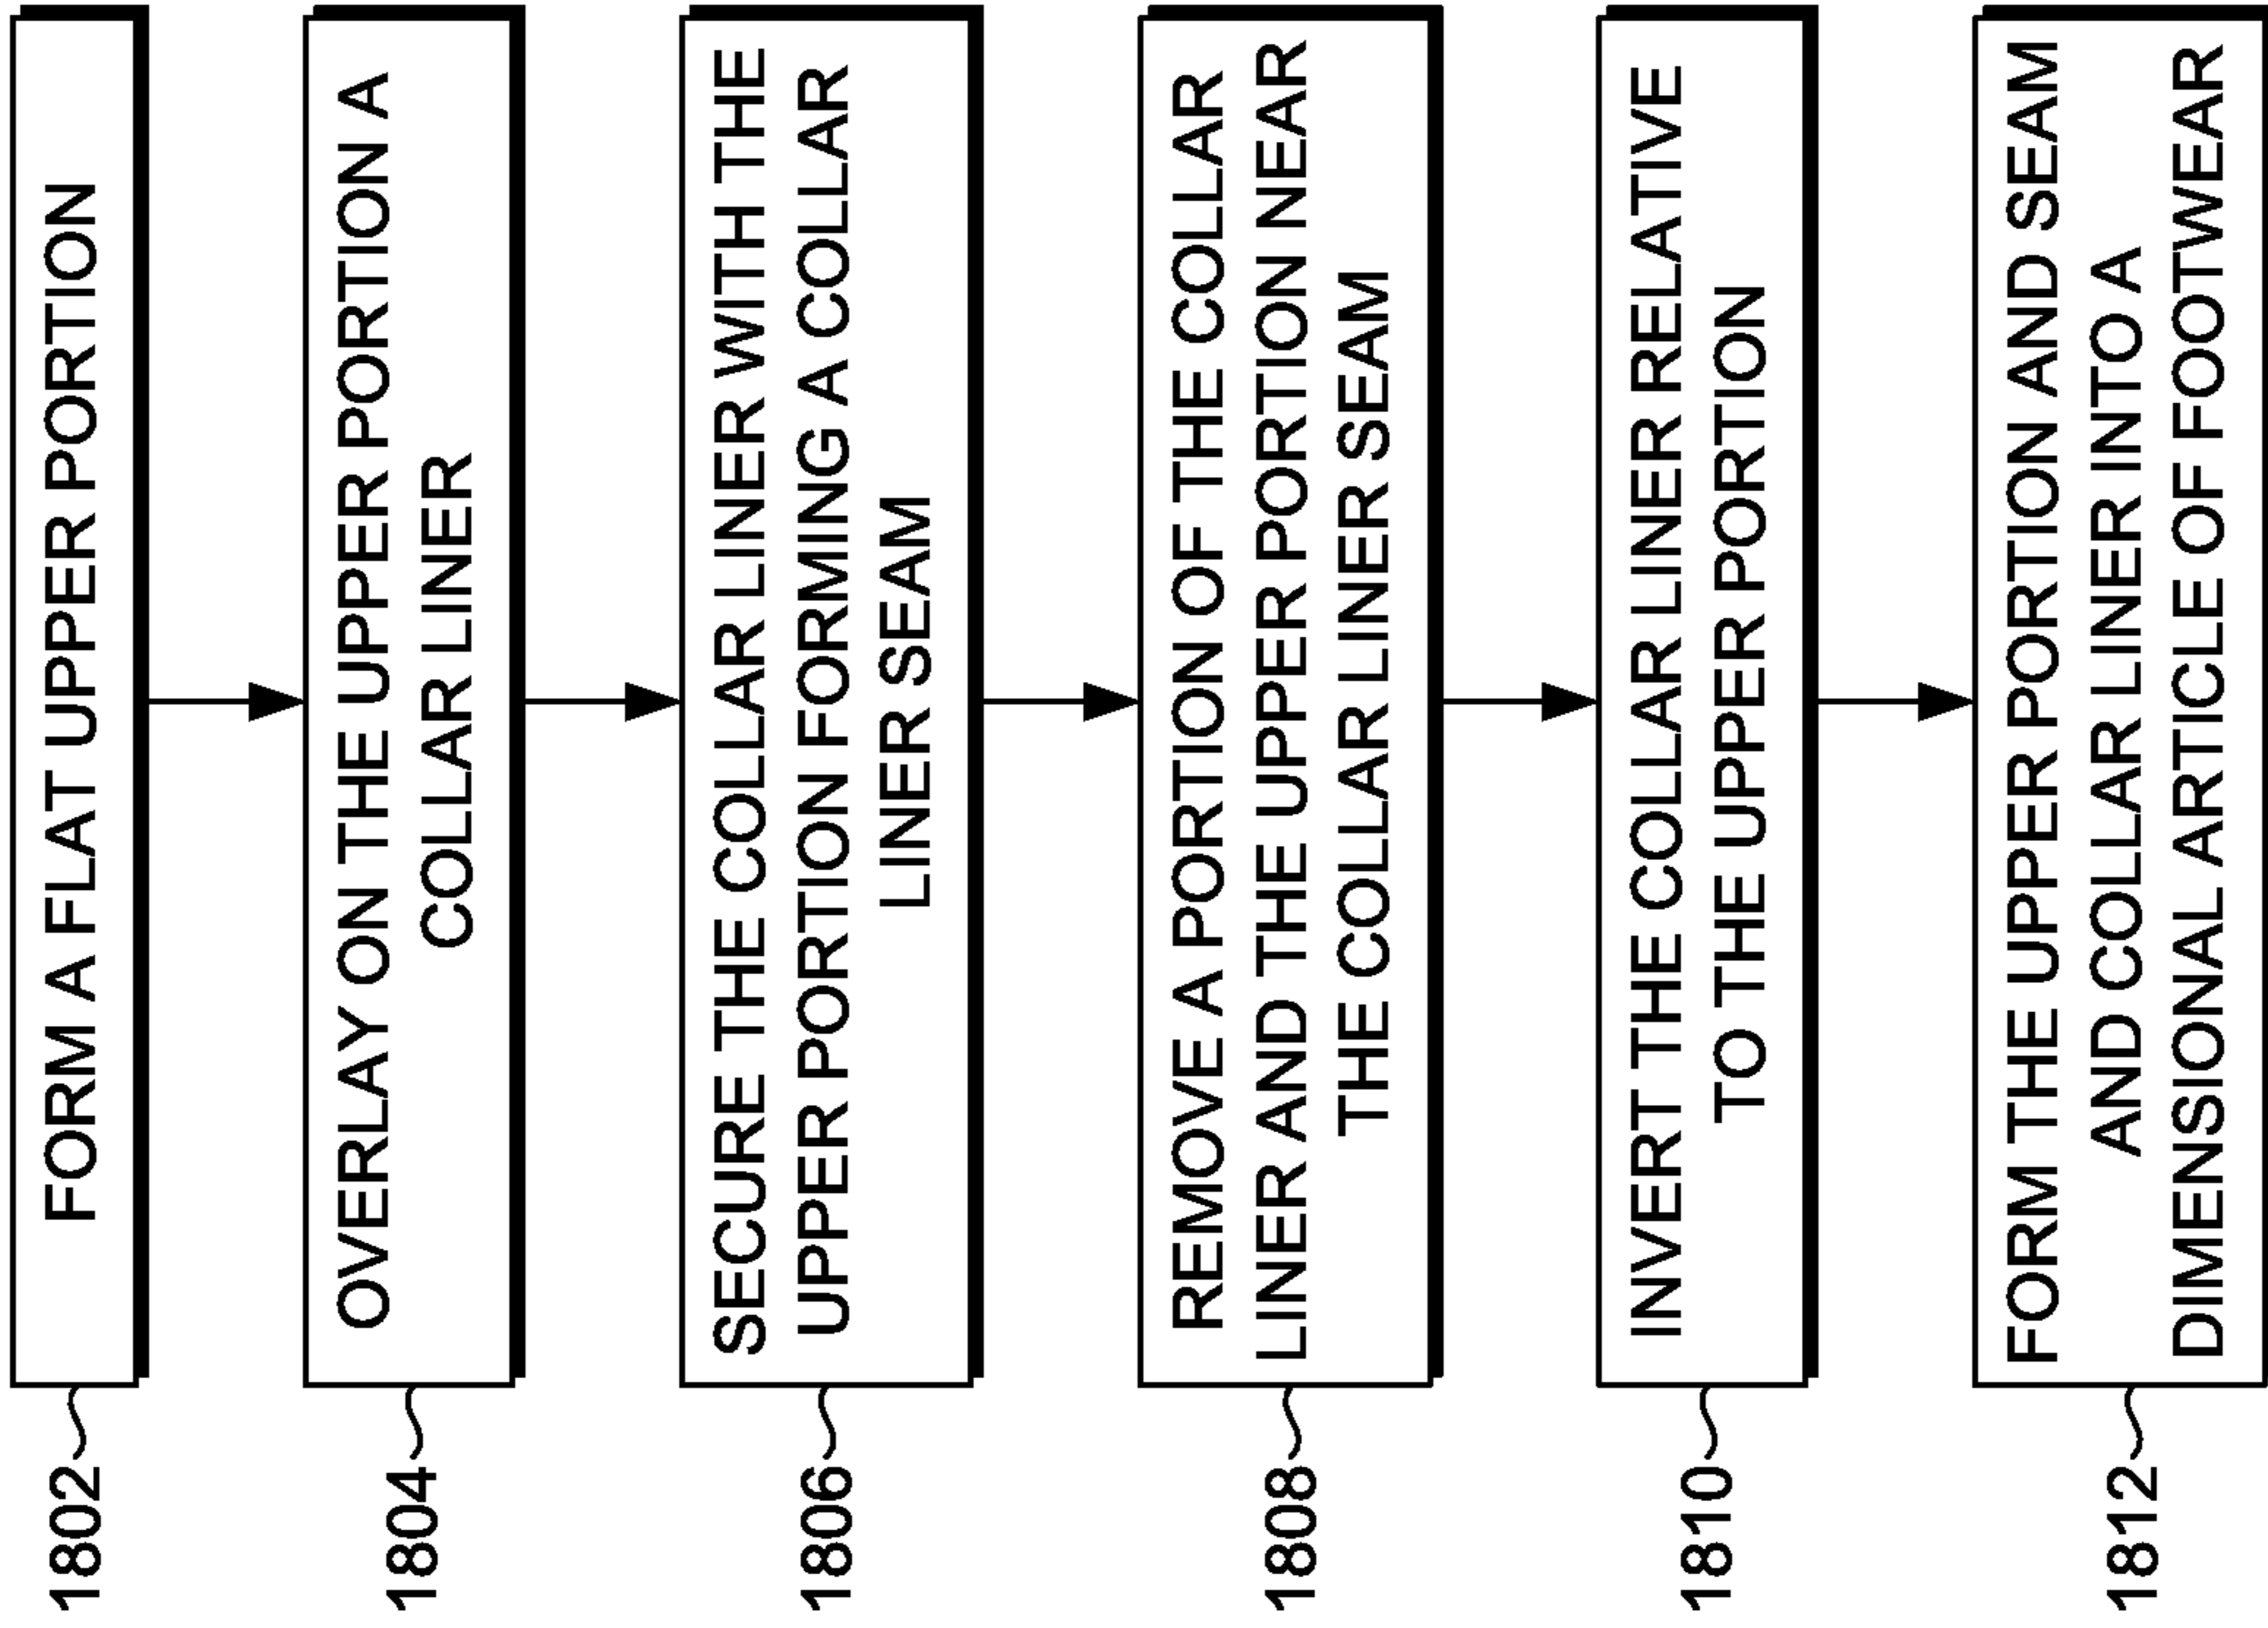 1802
FORM A FLAT UPPER PORTION
1804
OVERLAY ON THE UPPER PORTION A
COLLAR LINER
1806
SECURE THE COLLAR LINER WITH THE
UPPER PORTION FORMING A COLLAR
LINER SEAM
1808
REMOVE A PORTION OF THE COLLAR
LINER AND THE UPPER PORTION NEAR
THE COLLAR LINER SEAM
1810
INVERT THE COLLAR LINER RELATIVE
TO THE UPPER PORTION
1812
FORM THE UPPER PORTION AND SEAM
AND COLLAR LINER INTO A
DIMENSIONAL ARTICLE OF FOOTWEAR